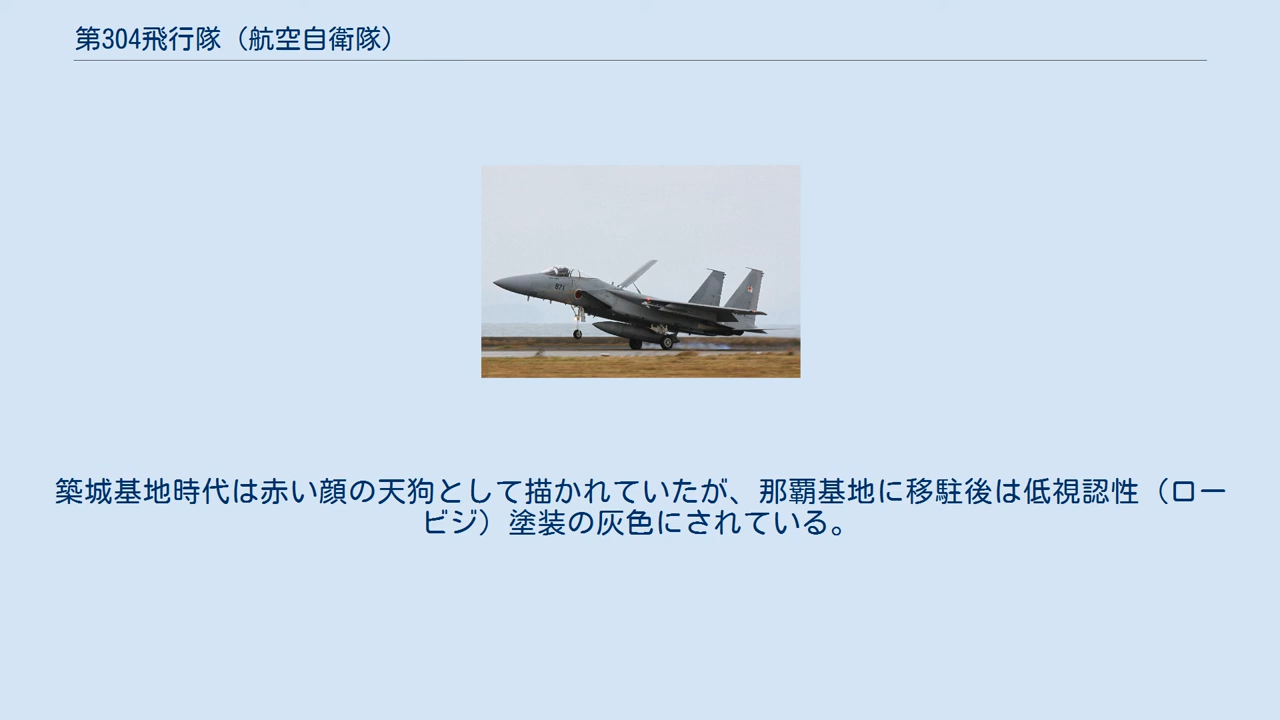 第304飛行隊（航空自衛隊）
871
築城基地時代は赤い顔の天狗として描かれていたが、那覇基地に移駐後は低視認性（ロー
ビジ）塗装の灰色にされている。